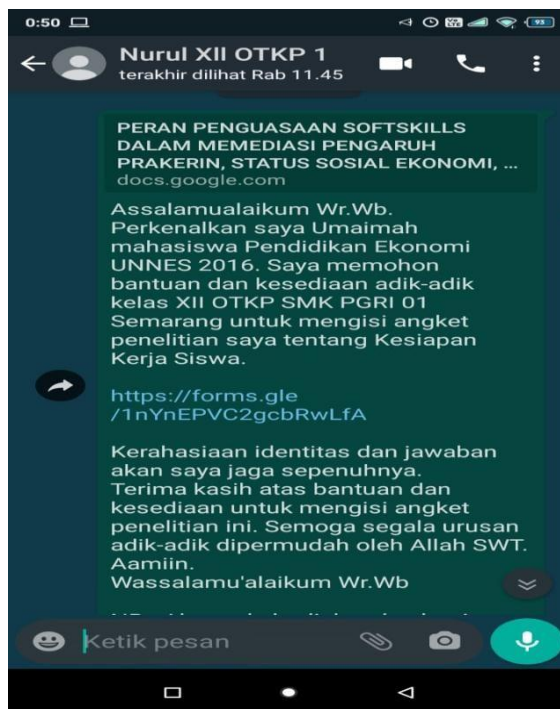 0:50
93
Nurul XII OTKP 1
terakhir dilihat Rab 11.45
PERAN PENGUASAAN SOFTSKILLS
DALAM MEMEDIASI PENGARUH
PRAKERIN, STATUS SOSIAL EKONOMI, ...
docs.google.com
Assalamualaikum Wr.Wb.
Perkenalkan saya Umaimah
mahasiswa Pendidikan Ekonomi
UNNES 2016. Saya memohon
bantuan dan kesediaan adik-adik
kelas XII OTKP SMK PGRI 01
Semarang untuk mengisi angket
penelitian saya tentang Kesiapan
Kerja Siswa.
https://forms.gle
/1nYnEPVC2gcbRwLfA
Kerahasiaan identitas dan jawaban
akan saya jaga sepenuhnya.
Terima kasih atas bantuan dan
kesediaan untuk mengisi angket
penelitian ini. Semoga segala urusan
adik-adik dipermudah oleh Allah SWT.
Aamiin.
Wassalamu'alaikum Wr.Wb
Ketik pesan